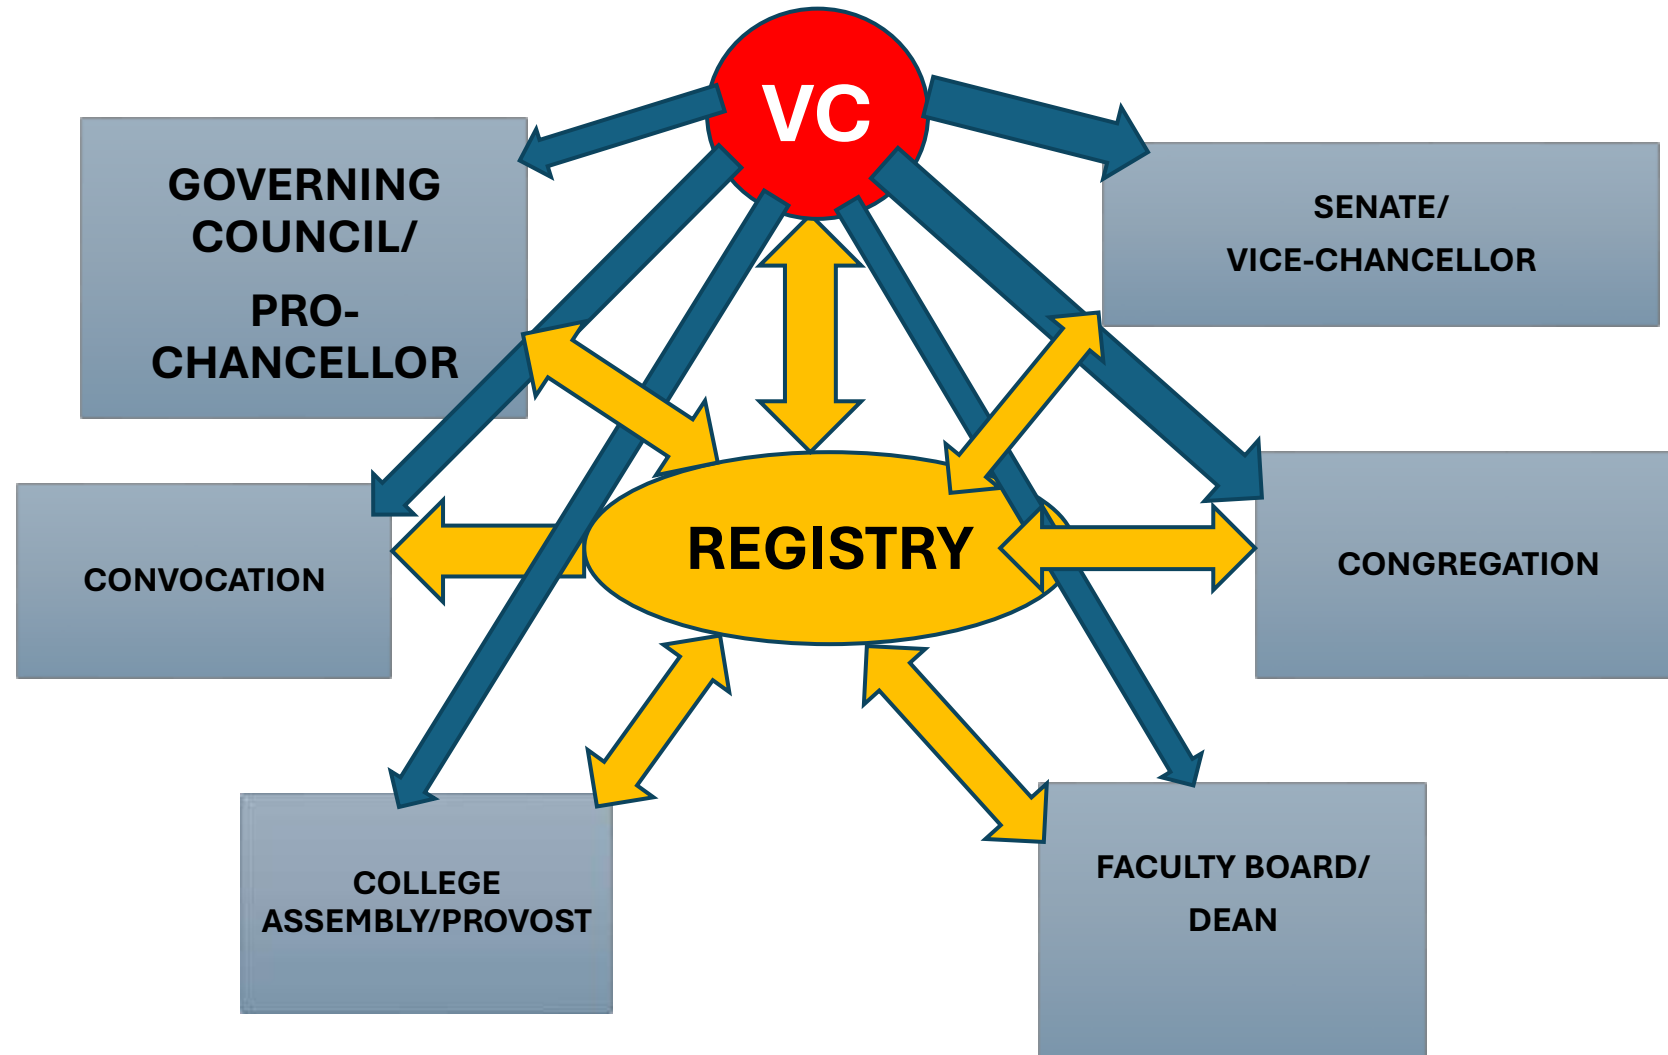 VC
GOVERNING
COUNCIL/
PRO-
CHANCELLOR
SENATE/
VICE-CHANCELLOR
REGISTRY
CONVOCATION
CONGREGATION
COLLEGE
ASSEMBLY/PROVOST
FACULTY BOARD/
DEAN